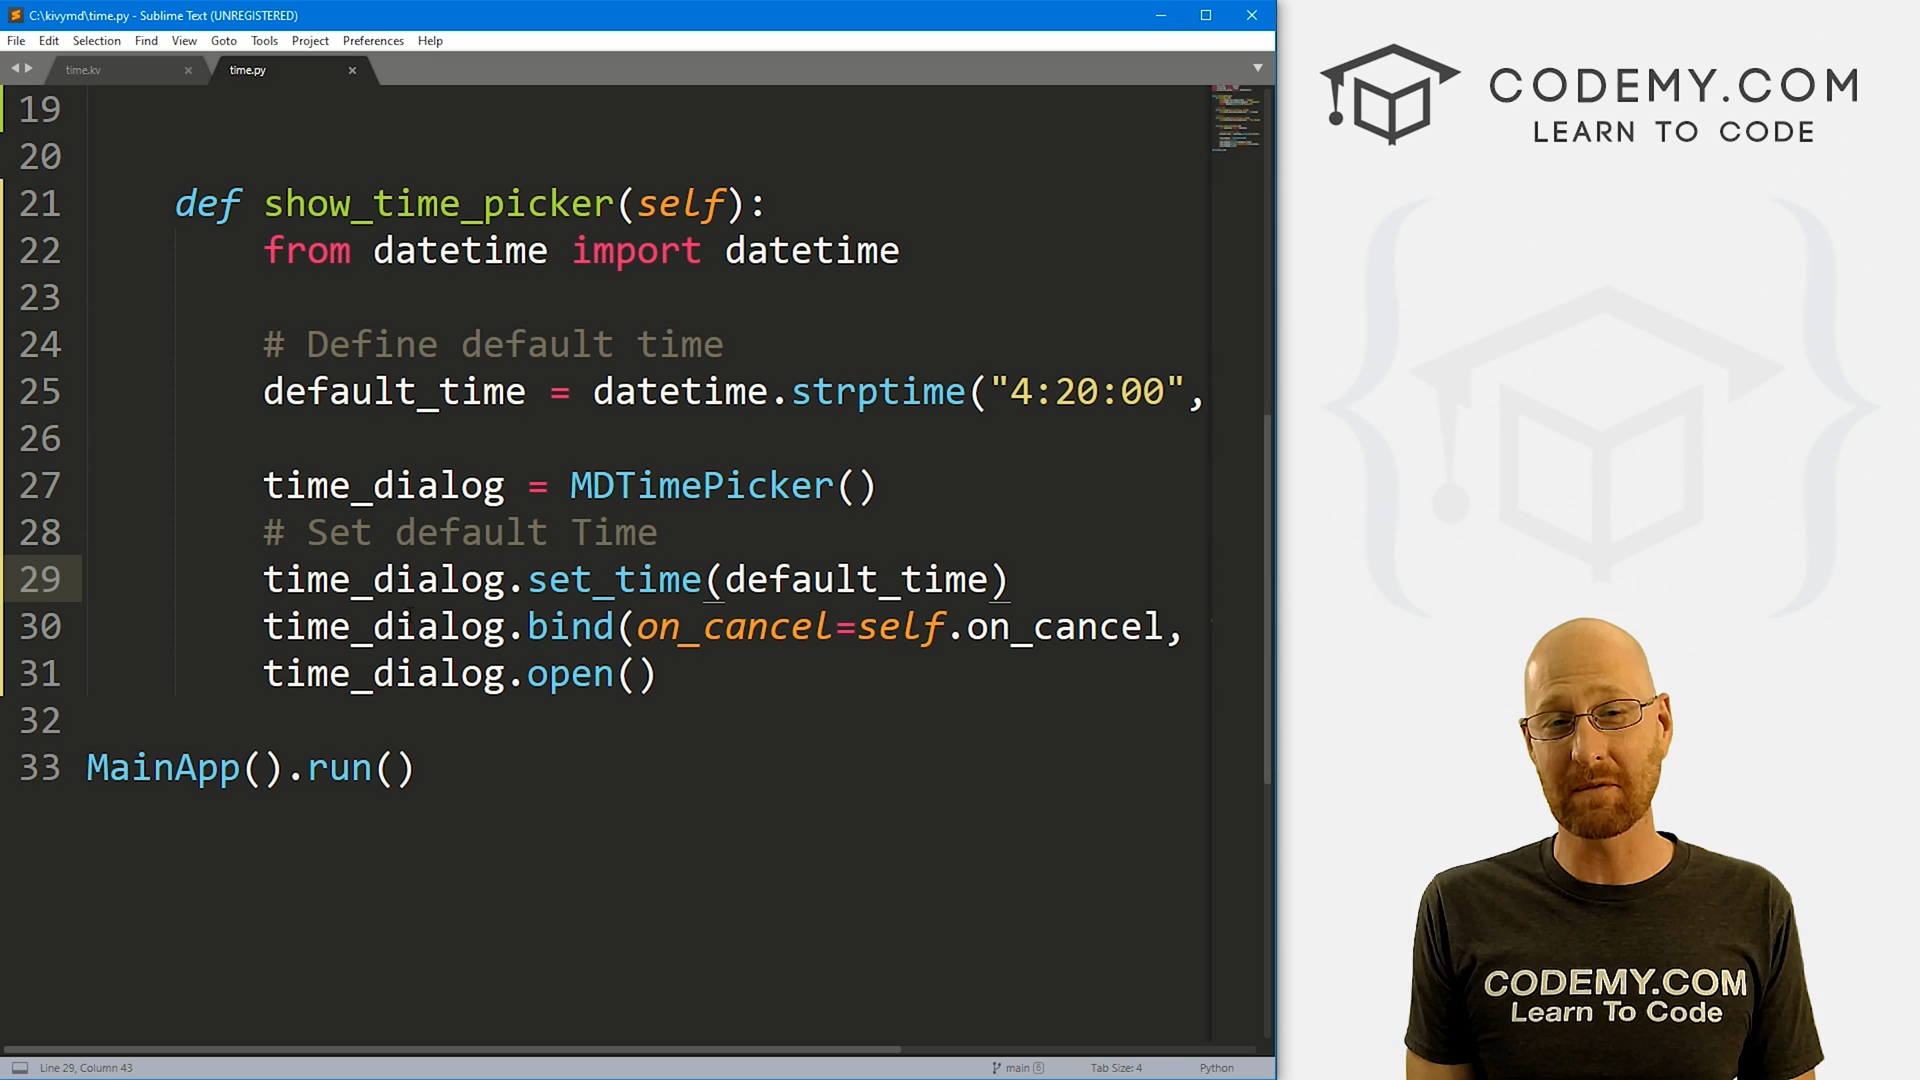 C:\kivymd\time.py - Sublime Text (UNREGISTERED)
File Edit Selection Find View Goto Tools Project Preferences Help
time.kv time.py
19
20
21 def show_time_picker(self):
22 from datetime import datetime
23
24 # Define default time
25 default_time = datetime.strptime("4:20:00",
26
27 time_dialog = MDTimePicker()
28 # Set default Time
29 time_dialog.set_time(default_time)
30 time_dialog.bind(on_cancel=self.on_cancel,
31 time_dialog.open()
32
33 MainApp().run()
Line 29, Column 43 main 6 Tab Size: 4 Python
CODEMY.COM
LEARN TO CODE
CODEMY.COM
Learn To Code